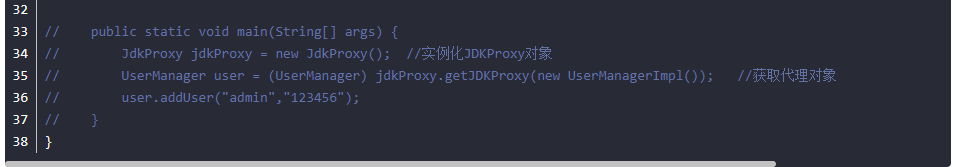 32
33 //    public static void main(String[] args) {
34 //        JdkProxy jdkProxy = new JdkProxy();  //实例化JDKProxy对象
35 //        UserManager user = (UserManager) jdkProxy.getJDKProxy(new UserManagerImpl());   //获取代理对象
36 //        user.addUser("admin","123456");
37 //    }
38 }